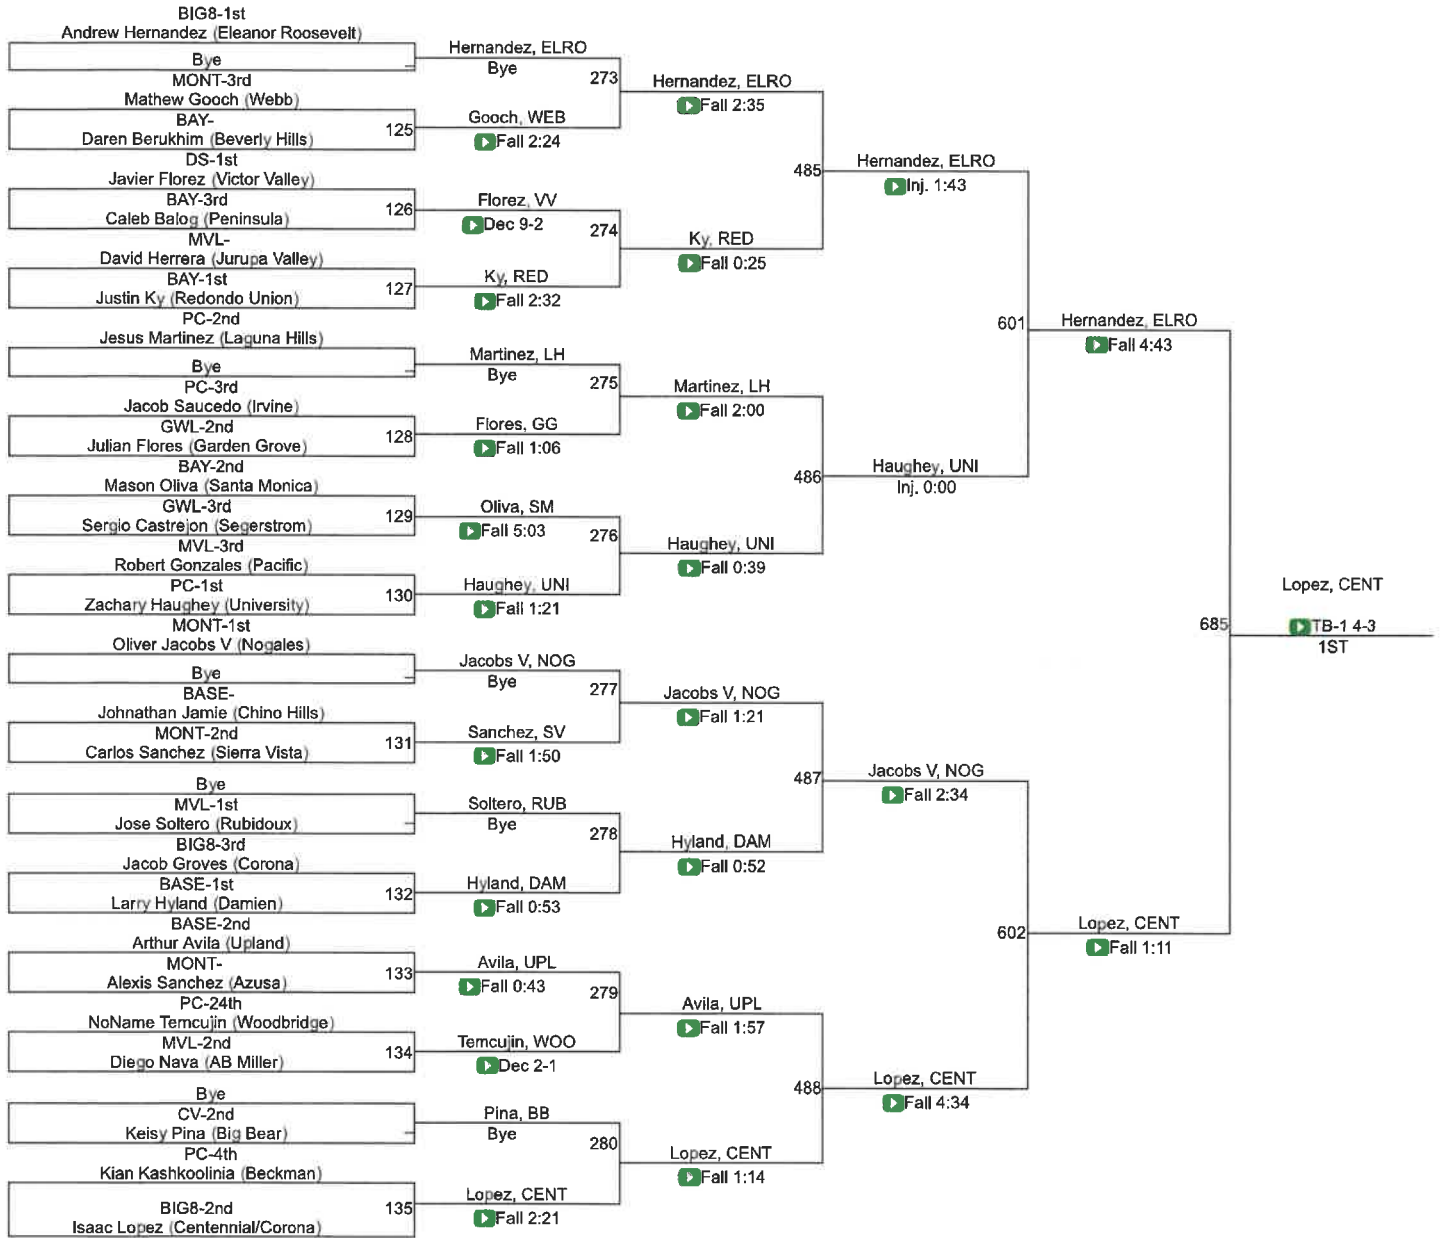 BIG8-1st
Andrew Hernandez (Eleanor Roosevelt)
Bye
MONT-3rd
Mathew Gooch (Webb)
BAY-
Daren Berukhim (Beverly Hills)
125
DS-1st
Javier Florez (Victor Valley)
BAY-3rd
Caleb Balog (Peninsula)
126
MVL-
David Herrera (Jurupa Valley)
BAY-1st
Justin Ky (Redondo Union)
127
PC-2nd
Jesus Martinez (Laguna Hills)
Bye
PC-3rd
Jacob Saucedo (Irvine)
GWL-2nd
Julian Flores (Garden Grove)
128
BAY-2nd
Mason Oliva (Santa Monica)
GWL-3rd
Sergio Castrejon (Segerstrom)
129
MVL-3rd
Robert Gonzales (Pacific)
PC-1st
Zachary Haughey (University)
130
MONT-1st
Oliver Jacobs V (Nogales)
Bye
BASE-
Johnathan Jamie (Chino Hills)
MONT-2nd
Carlos Sanchez (Sierra Vista)
131
Bye
MVL-1st
Jose Soltero (Rubidoux)
BIG8-3rd
Jacob Groves (Corona)
BASE-1st
Larry Hyland (Damien)
132
BASE-2nd
Arthur Avila (Upland)
MONT-
Alexis Sanchez (Azusa)
133
PC-24th
NoName Temcujin (Woodbridge)
MVL-2nd
Diego Nava (AB Miller)
134
Bye
CV-2nd
Keisy Pina (Big Bear)
PC-4th
Kian Kashkoolinia (Beckman)
BIG8-2nd
Isaac Lopez (Centennial/Corona)
135
Hernandez, ELRO
Bye
273
Gooch, WEB
Fall 2:24
Florez, VV
Dec 9-2
274
Ky, RED
Fall 2:32
Martinez, LH
Bye
275
Flores, GG
Fall 1:06
Oliva, SM
Fall 5:03
276
Haughey, UNI
Fall 1:21
Jacobs V, NOG
Bye
277
Sanchez, SV
Fall 1:50
Soltero, RUB
Bye
278
Hyland, DAM
Fall 0:53
Avila, UPL
Fall 0:43
279
Temcujin, WOO
Dec 2-1
Pina, BB
Bye
280
Lopez, CENT
Fall 2:21
Hernandez, ELRO
Fall 2:35
485
Ky, RED
Fall 0:25
Martinez, LH
Fall 2:00
486
Haughey, UNI
Fall 0:39
Jacobs V, NOG
Fall 1:21
487
Hyland, DAM
Fall 0:52
Avila, UPL
Fall 1:57
488
Lopez, CENT
Fall 1:14
Hernandez, ELRO
Inj. 1:43
601
Haughey, UNI
Inj. 0:00
Jacobs V, NOG
Fall 2:34
602
Lopez, CENT
Fall 4:34
Hernandez, ELRO
Fall 4:43
685
Lopez, CENT
Fall 1:11
Lopez, CENT
TB-1 4-3
1ST